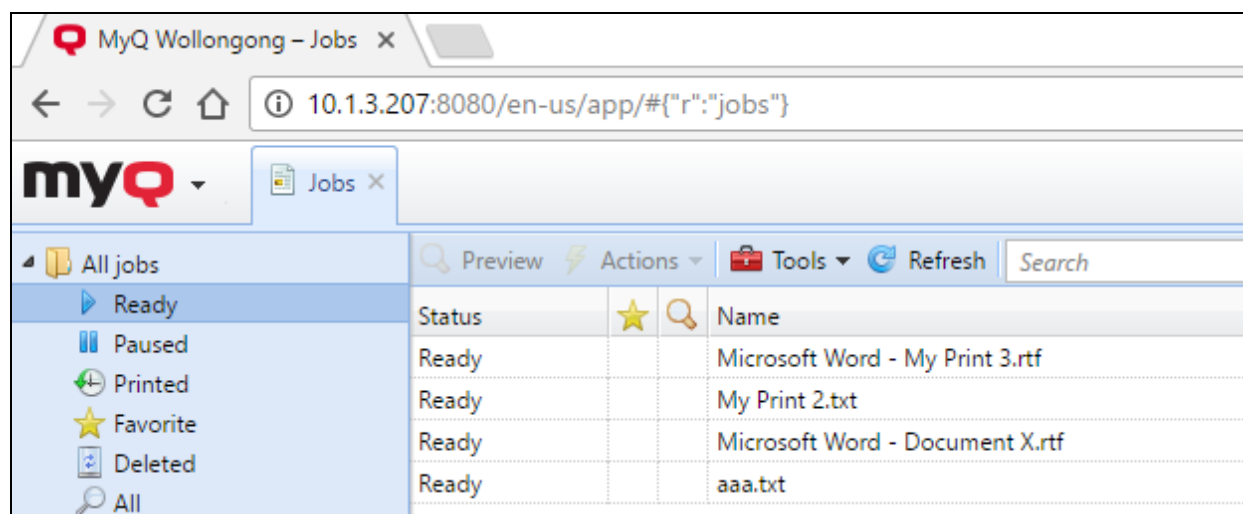 MyQ Wollongong – Jobs
10.1.3.207:8080/en-us/app/#{"r":"jobs"}
myQ
Jobs
All jobs
Ready
Paused
Printed
Favorite
Deleted
All
Preview Actions Tools Refresh Search
Status Name
Ready Microsoft Word - My Print 3.rtf
Ready My Print 2.txt
Ready Microsoft Word - Document X.rtf
Ready aaa.txt